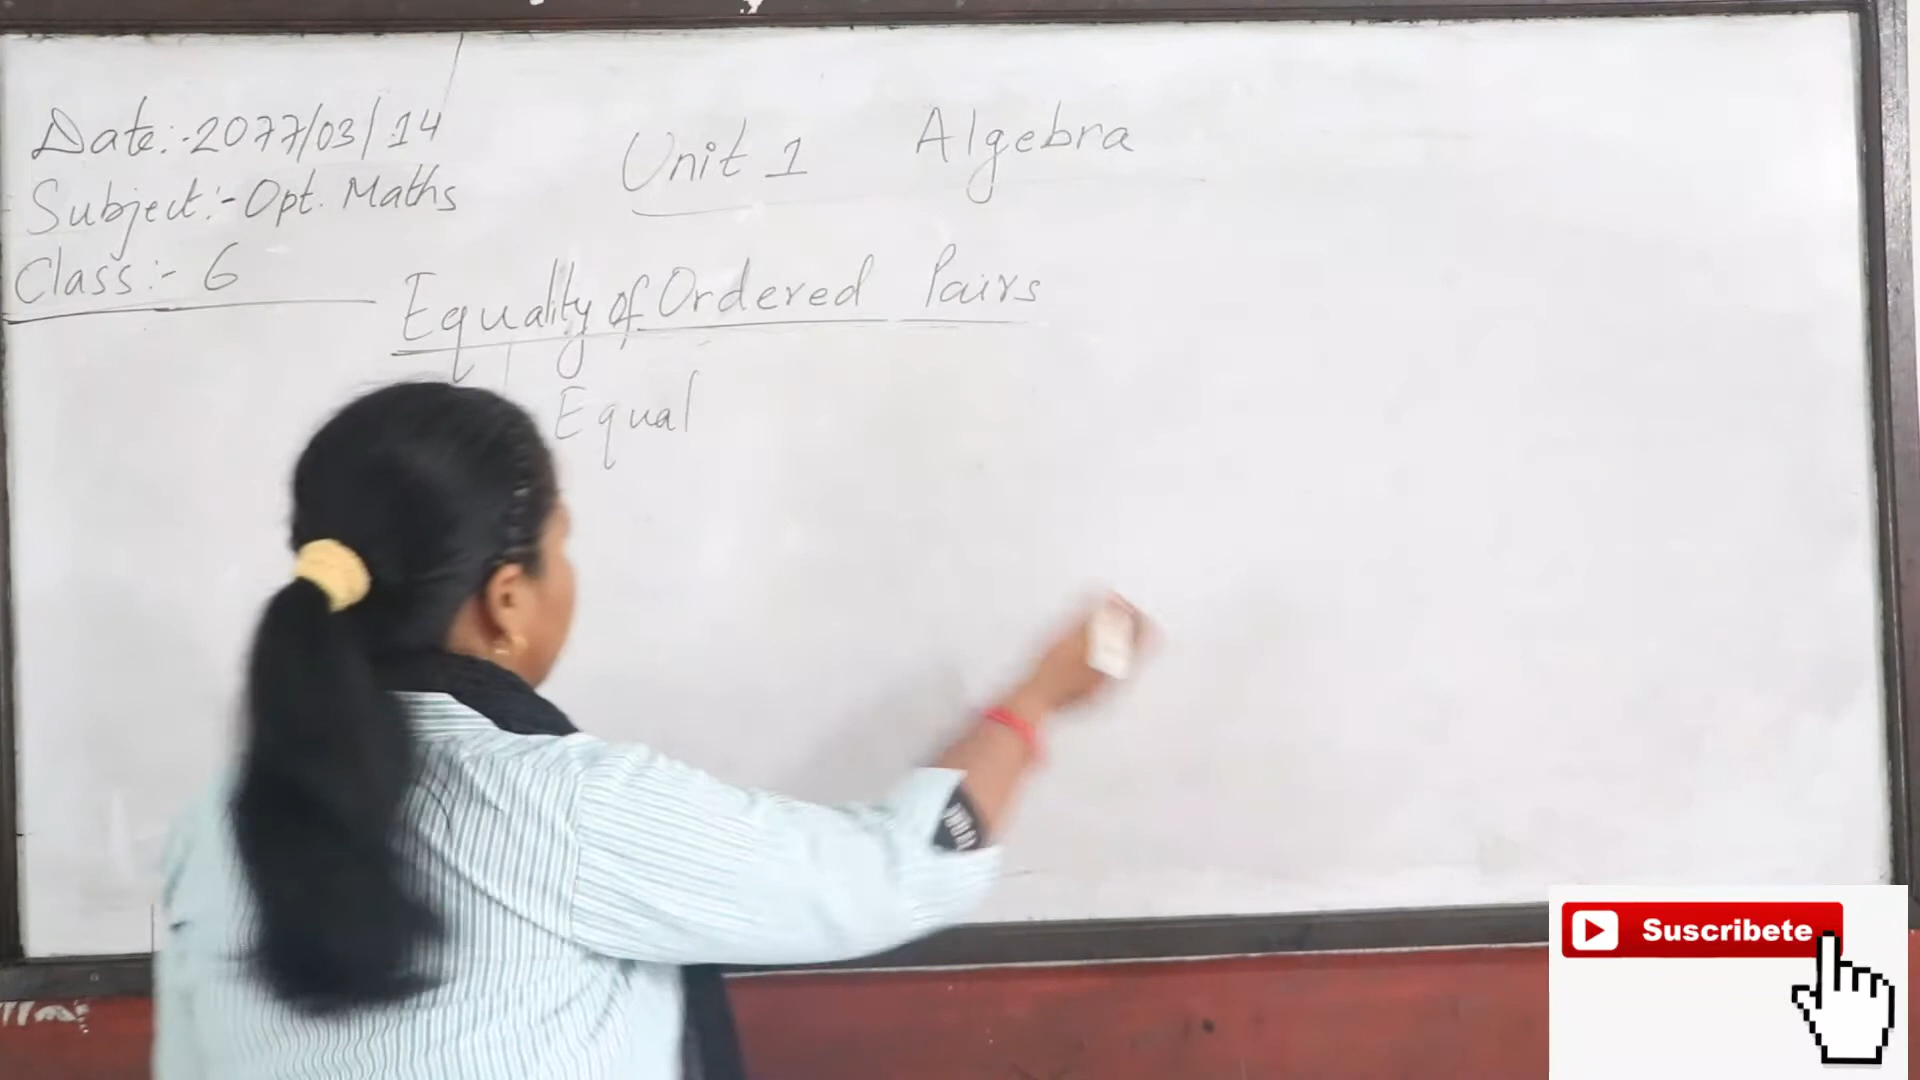 Date:-2077/03/14
Subject:-Opt. Maths
Class:- 6
Unit 1 Algebra
Equality of Ordered Pairs
Equal
Suscribete